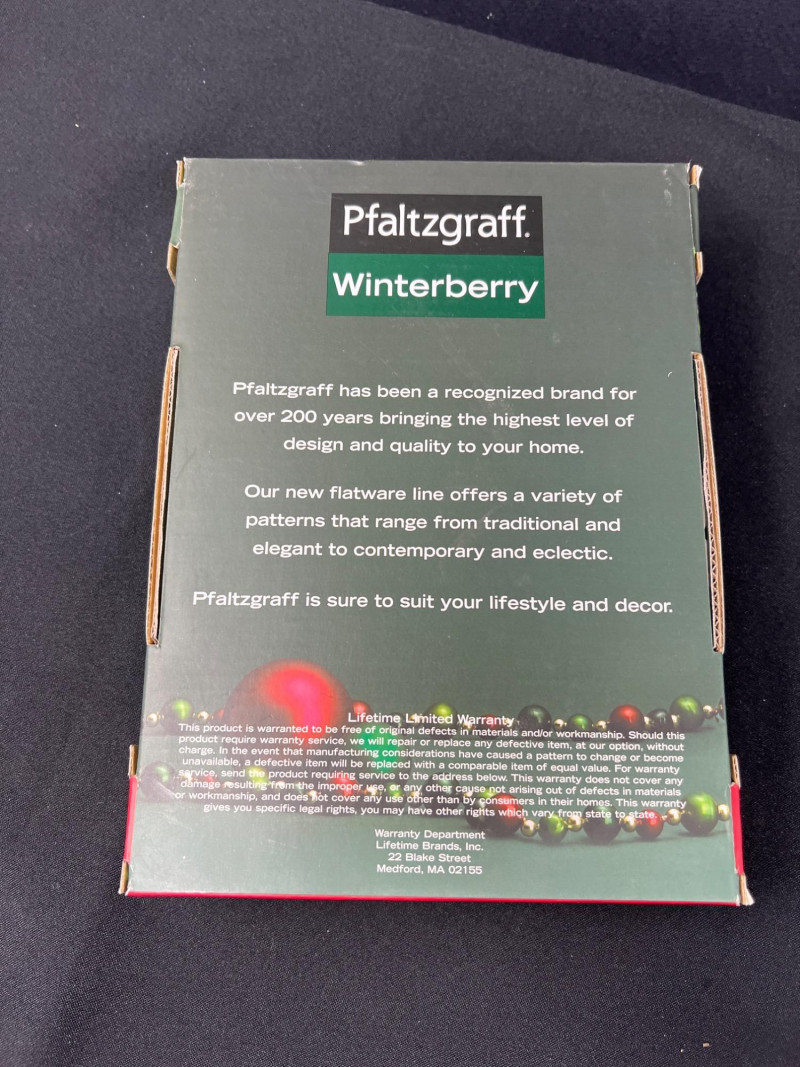 Pfaltzgraff.
Winterberry
Pfaltzgraff has been a recognized brand for
over 200 years bringing the highest level of
design and quality to your home.
Our new flatware line offers a variety of
patterns that range from traditional and
elegant to contemporary and eclectic.
Pfaltzgraff is sure to suit your lifestyle and decor.
Lifetime Limited Warranty
This product is warranted to be free of original defects in materials and/or workmanship. Should this
product require warranty service, we will repair or replace any defective item, at our option, without
charge. In the event that manufacturing considerations have caused a pattern to change or become
unavailable, a defective item will be replaced with a comparable item of equal value. For warranty
service, send the product requiring service to the address below. This warranty does not cover any
damage resulting from the improper use, or any other cause not arising out of defects in materials
or workmanship, and does not cover any use other than by consumers in their homes. This warranty
gives you specific legal rights, you may have other rights which vary from state to state.
Warranty Department
Lifetime Brands, Inc.
22 Blake Street
Medford, MA 02155